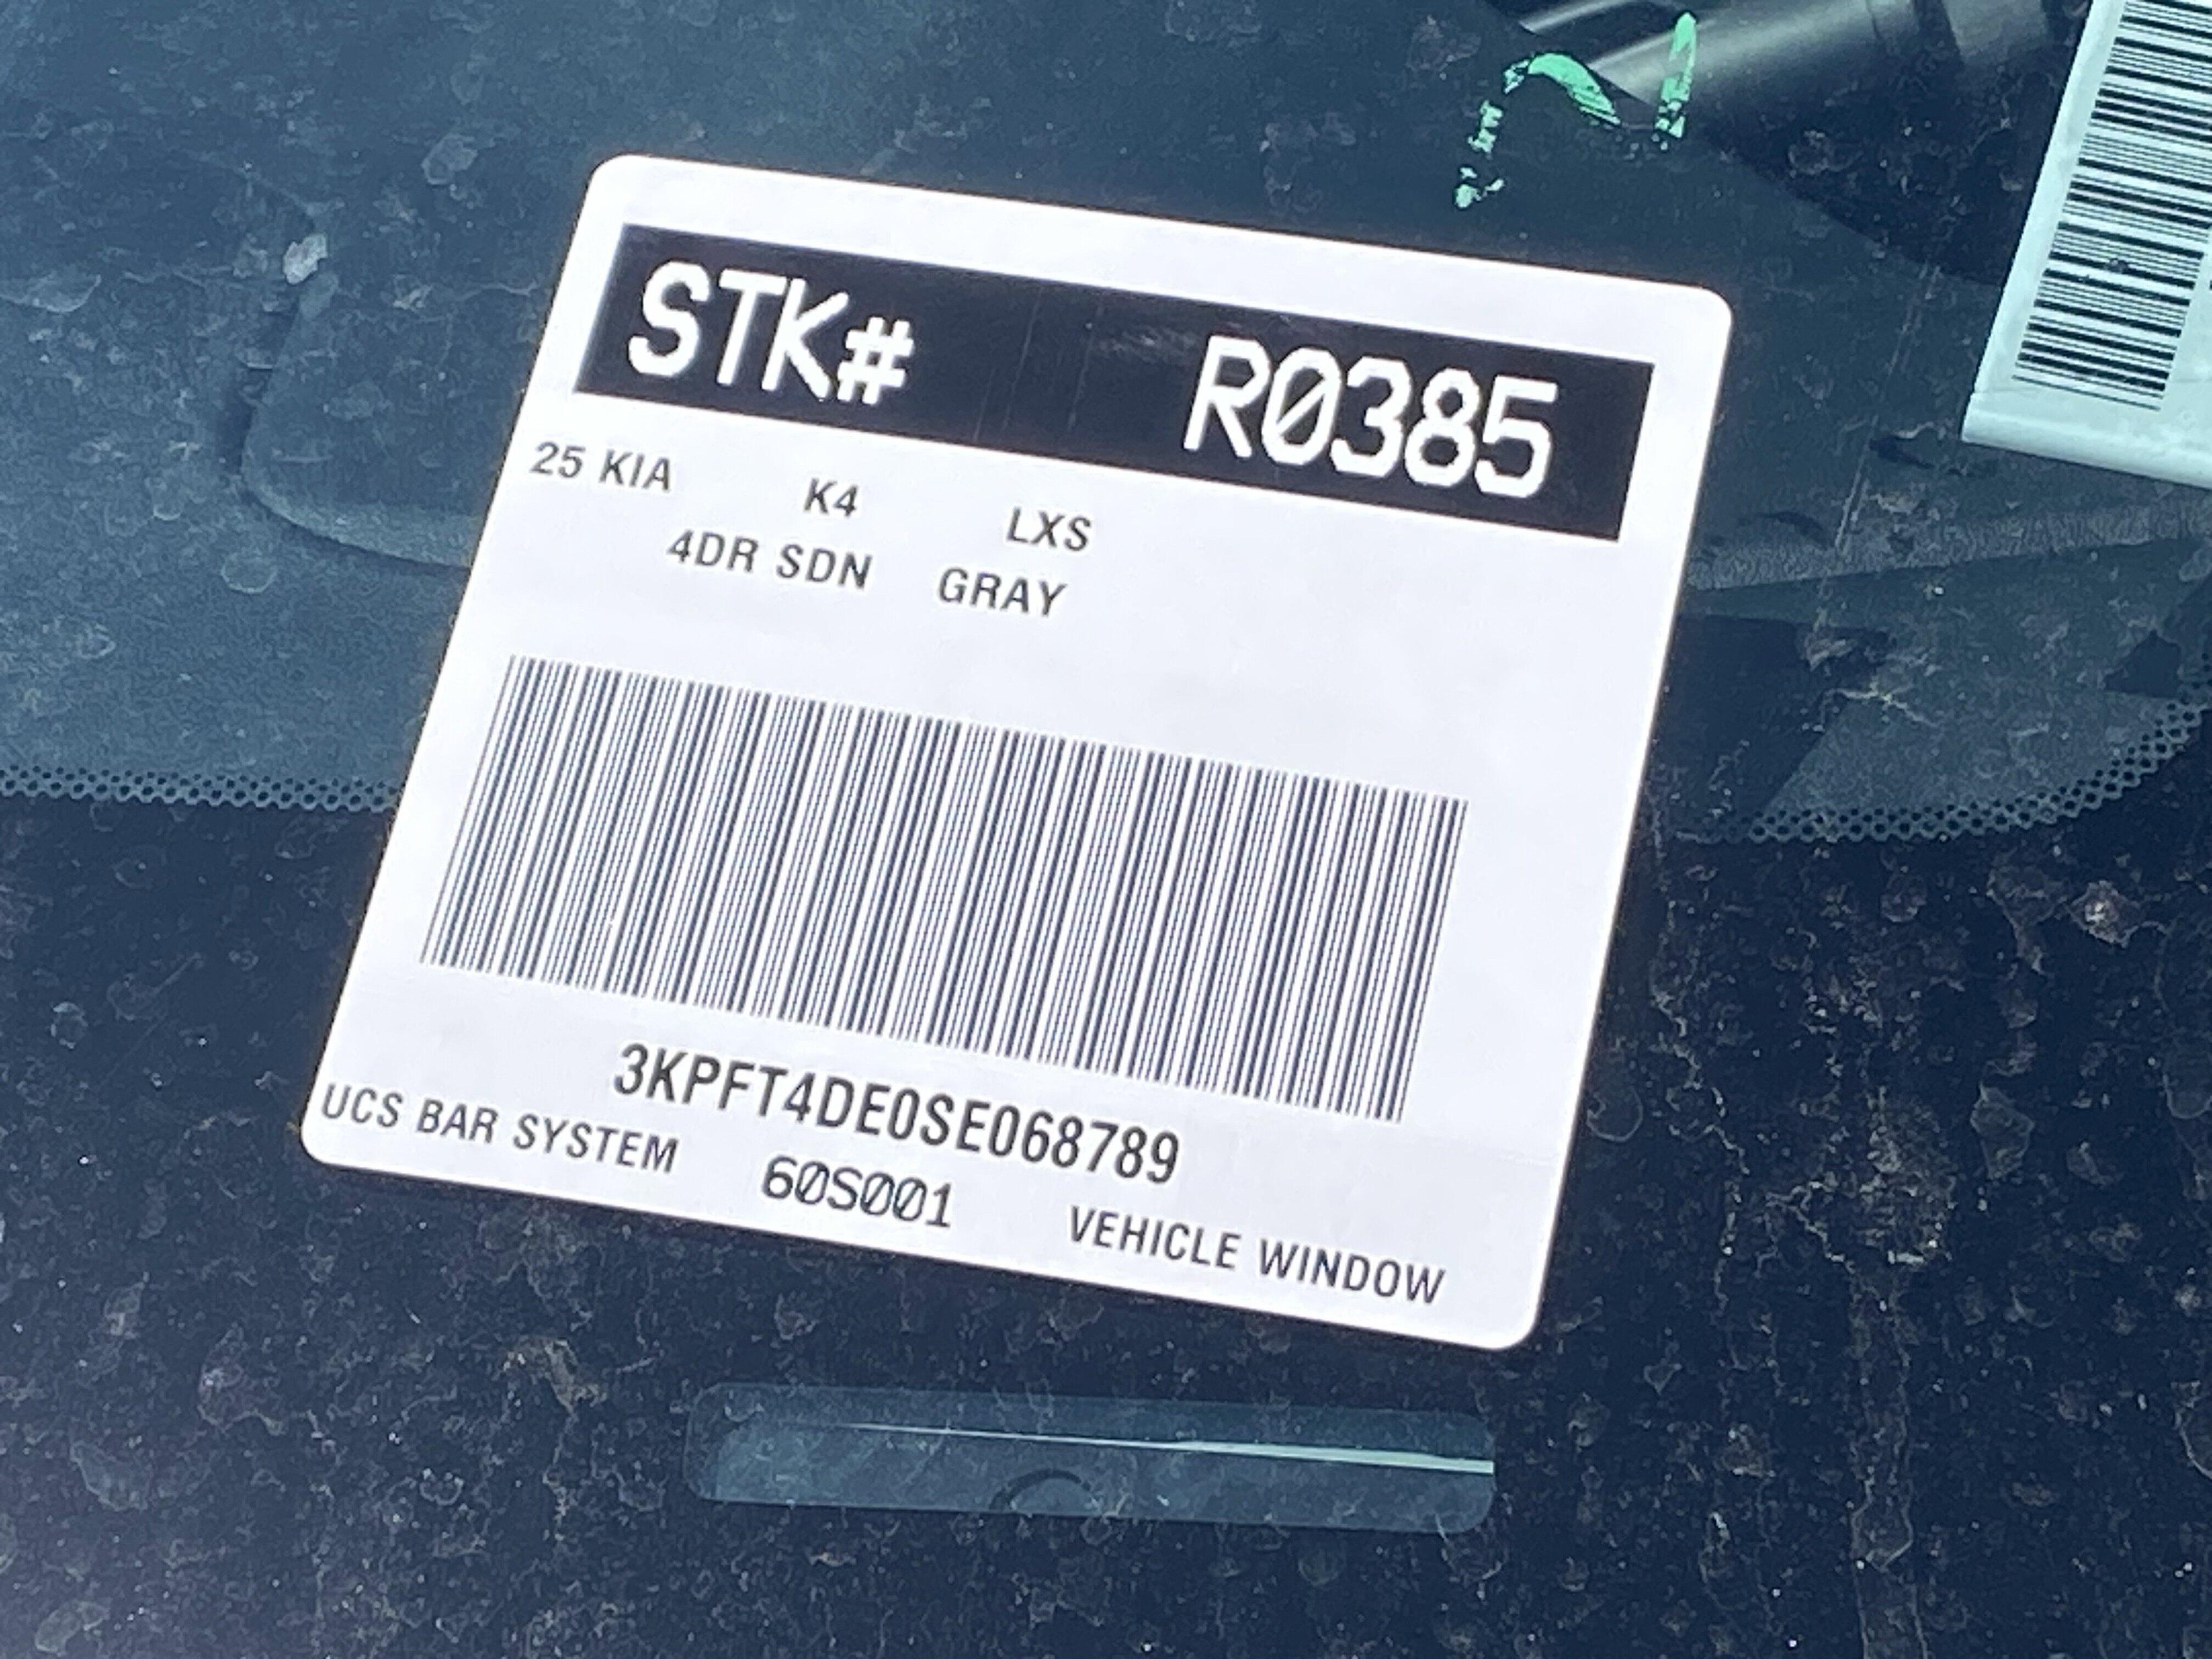 STK# R0385
25 KIA K4 LXS
4DR SDN GRAY
3KPFT4DE0SE068789
UCS BAR SYSTEM 60S001 VEHICLE WINDOW